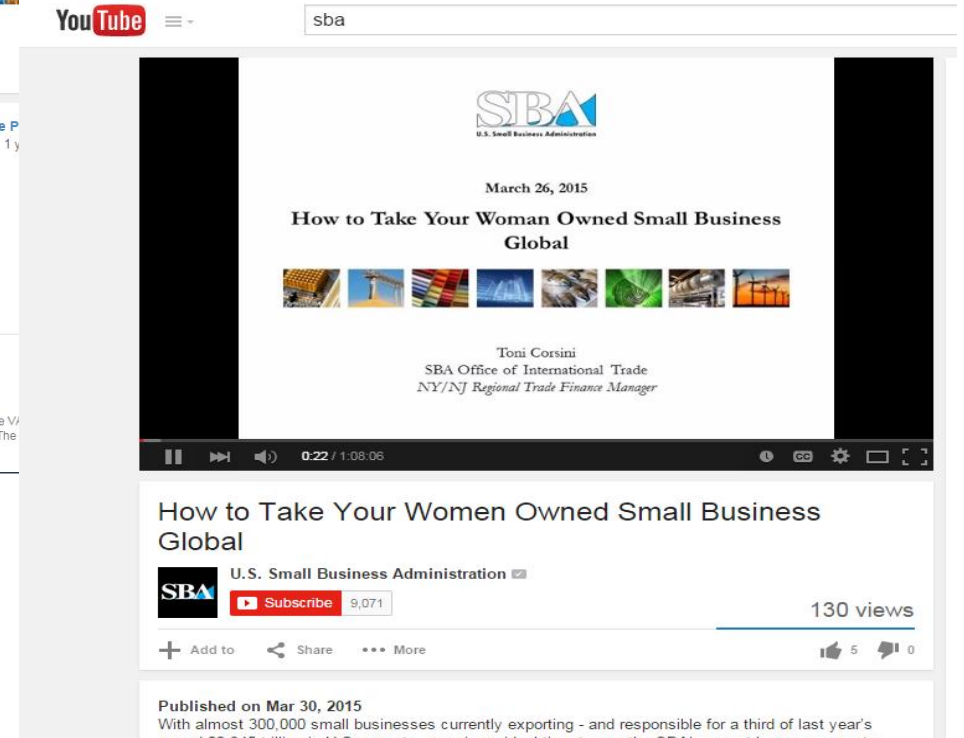 YouTube
sba
e P
1 y
SBA
U.S. Small Business Administration
March 26, 2015
How to Take Your Woman Owned Small Business
Global
Toni Corsini
SBA Office of International Trade
NY/NJ Regional Trade Finance Manager
e VA
The
0:22 / 1:08:06
CC
How to Take Your Women Owned Small Business
Global
SBA
U.S. Small Business Administration
Subscribe 9,071
130 views
Add to Share More 5 0
Published on Mar 30, 2015
With almost 300,000 small businesses currently exporting - and responsible for a third of last year's